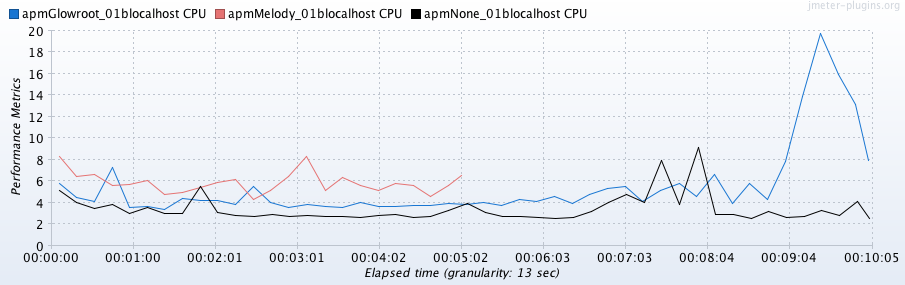 jmeter-plugins.org
apmGlowroot_01blocalhost CPU apmMelody_01blocalhost CPU apmNone_01blocalhost CPU
20
18
16
14
12
10
8
6
4
2
0
Performance Metrics
00:00:00 00:01:00 00:02:01 00:03:01 00:04:02 00:05:02 00:06:03 00:07:03 00:08:04 00:09:04 00:10:05
Elapsed time (granularity: 13 sec)